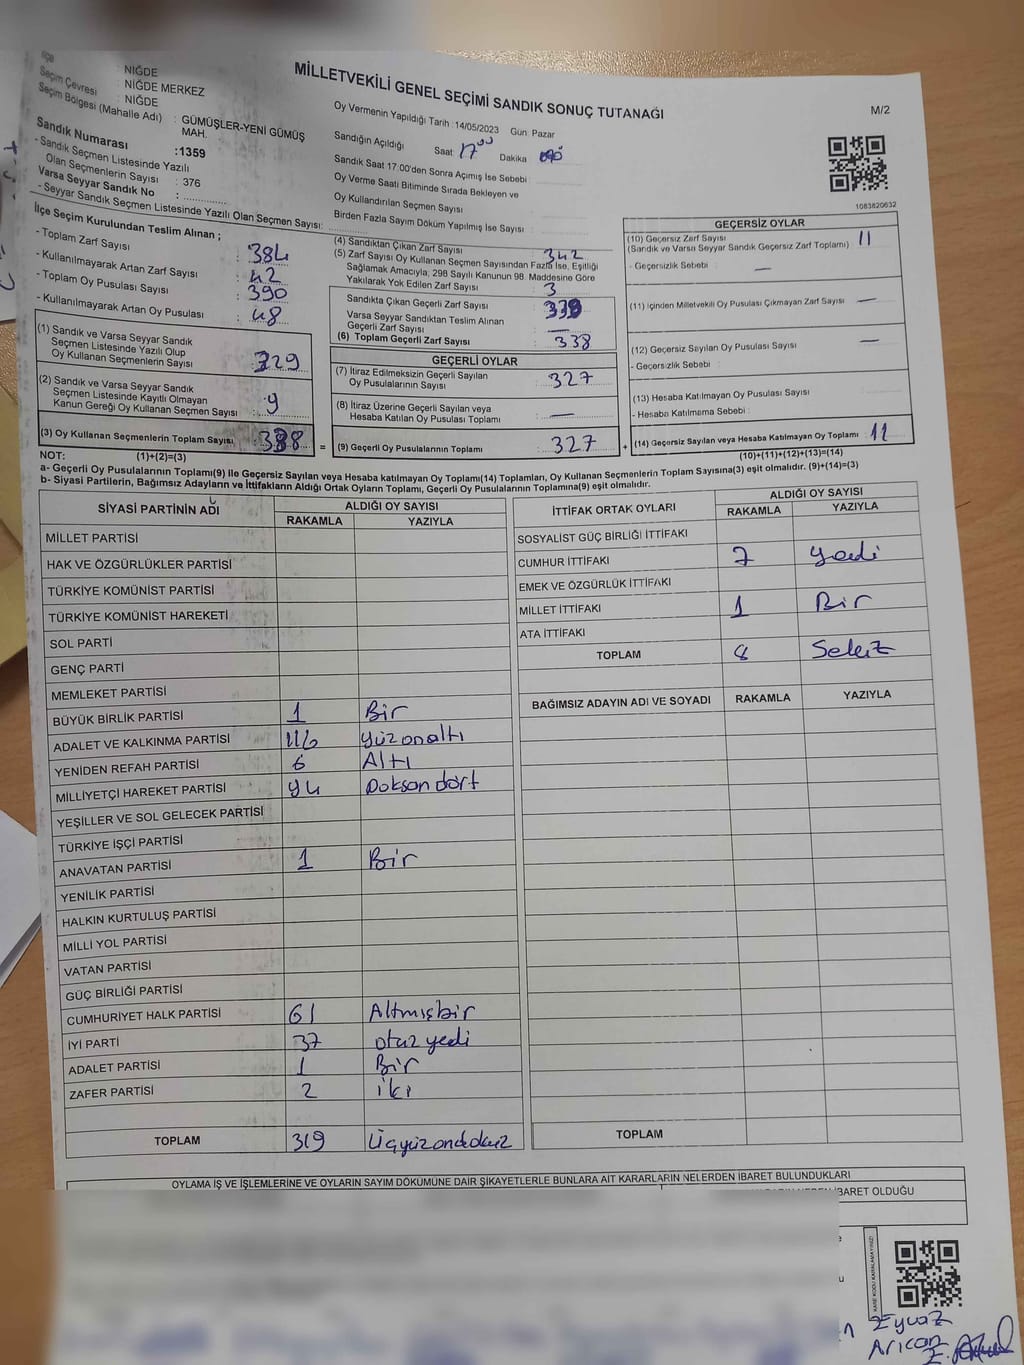 MİLLETVEKİLİ GENEL SEÇİMİ SANDIK SONUÇ TUTANAĞI
M/2
İlçe
: NİĞDE
Seçim Çevresi : NİĞDE MERKEZ
Seçim Bölgesi (Mahalle Adı) : NİĞDE
: GÜMÜŞLER-YENİ GÜMÜŞ
MAH.
Sandık Numarası :1359
- Sandık Seçmen Listesinde Yazılı
Olan Seçmenlerin Sayısı : 376
Varsa Seyyar Sandık No :
- Seyyar Sandık Seçmen Listesinde Yazılı Olan Seçmen Sayısı:
Oy Vermenin Yapıldığı Tarih :14/05/2023 Gün: Pazar
Sandığın Açıldığı Saat 17⁰⁰ Dakika
Sandık Saat 17:00'den Sonra Açımış İse Sebebi :
Oy Verme Saati Bitiminde Sırada Bekleyen ve
Oy Kullandırılan Seçmen Sayısı :
Birden Fazla Sayım Döküm Yapılmış İse Sayısı :
1083820632
İlçe Seçim Kurulundan Teslim Alınan ;
- Toplam Zarf Sayısı : 384
- Kullanılmayarak Artan Zarf Sayısı : 42
- Toplam Oy Pusulası Sayısı : 390
- Kullanılmayarak Artan Oy Pusulası : 48
(1) Sandık ve Varsa Seyyar Sandık
Seçmen Listesinde Yazılı Olup
Oy Kullanan Seçmenlerin Sayısı : 329
(2) Sandık ve Varsa Seyyar Sandık
Seçmen Listesinde Kayıtlı Olmayan
Kanun Gereği Oy Kullanan Seçmen Sayısı : 9
(3) Oy Kullanan Seçmenlerin Toplam Sayısı : 338
(4) Sandıktan Çıkan Zarf Sayısı : 342
(5) Zarf Sayısı Oy Kullanan Seçmen Sayısından Fazla İse, Eşitliği
Sağlamak Amacıyla; 298 Sayılı Kanunun 98. Maddesine Göre
Yakılarak Yok Edilen Zarf Sayısı : 3
Sandıkta Çıkan Geçerli Zarf Sayısı : 338
Varsa Seyyar Sandıktan Teslim Alınan
Geçerli Zarf Sayısı : —
(6) Toplam Geçerli Zarf Sayısı : 338
GEÇERLİ OYLAR
(7) İtiraz Edilmeksizin Geçerli Sayılan
Oy Pusulalarının Sayısı : 327
(8) İtiraz Üzerine Geçerli Sayılan veya
Hesaba Katılan Oy Pusulası Toplamı : —
= (9) Geçerli Oy Pusulalarının Toplamı : 327
GEÇERSİZ OYLAR
(10) Geçersiz Zarf Sayısı
(Sandık ve Varsa Seyyar Sandık Geçersiz Zarf Toplamı) : 11
- Geçersizlik Sebebi : —
(11) İçinden Milletvekili Oy Pusulası Çıkmayan Zarf Sayısı : —
(12) Geçersiz Sayılan Oy Pusulası Sayısı : —
- Geçersizlik Sebebi :
(13) Hesaba Katılmayan Oy Pusulası Sayısı :
- Hesaba Katılmama Sebebi :
+ (14) Geçersiz Sayılan veya Hesaba Katılmayan Oy Toplamı : 11
NOT: (1)+(2)=(3)
(10)+(11)+(12)+(13)=(14)
a- Geçerli Oy Pusulalarının Toplamı(9) İle Geçersiz Sayılan veya Hesaba katılmayan Oy Toplamı(14) Toplamları, Oy Kullanan Seçmenlerin Toplam Sayısına(3) eşit olmalıdır. (9)+(14)=(3)
b- Siyasi Partilerin, Bağımsız Adayların ve İttifakların Aldığı Ortak Oyların Toplamı, Geçerli Oy Pusulalarının Toplamına(9) eşit olmalıdır.
SİYASİ PARTİNİN ADI ALDIĞI OY SAYISI
RAKAMLA YAZIYLA
MİLLET PARTİSİ
HAK VE ÖZGÜRLÜKLER PARTİSİ
TÜRKİYE KOMÜNİST PARTİSİ
TÜRKİYE KOMÜNİST HAREKETİ
SOL PARTİ
GENÇ PARTİ
MEMLEKET PARTİSİ
BÜYÜK BİRLİK PARTİSİ 1 Bir
ADALET VE KALKINMA PARTİSİ 116 yüzonaltı
YENİDEN REFAH PARTİSİ 6 Altı
MİLLİYETÇİ HAREKET PARTİSİ 94 Doksan dört
YEŞİLLER VE SOL GELECEK PARTİSİ
TÜRKİYE İŞÇİ PARTİSİ
ANAVATAN PARTİSİ 1 Bir
YENİLİK PARTİSİ
HALKIN KURTULUŞ PARTİSİ
MİLLİ YOL PARTİSİ
VATAN PARTİSİ
GÜÇ BİRLİĞİ PARTİSİ
CUMHURİYET HALK PARTİSİ 61 Altmışbir
İYİ PARTİ 37 otuz yedi
ADALET PARTİSİ 1 Bir
ZAFER PARTİSİ 2 iki
TOPLAM 319 Üçyüzondokuz
İTTİFAK ORTAK OYLARI ALDIĞI OY SAYISI
RAKAMLA YAZIYLA
SOSYALİST GÜÇ BİRLİĞİ İTTİFAKI
CUMHUR İTTİFAKI 7 yedi
EMEK VE ÖZGÜRLÜK İTTİFAKI
MİLLET İTTİFAKI 1 Bir
ATA İTTİFAKI
TOPLAM 8 Sekiz
BAĞIMSIZ ADAYIN ADI VE SOYADI RAKAMLA YAZIYLA
TOPLAM
OYLAMA İŞ VE İŞLEMLERİNE VE OYLARIN SAYIM DÖKÜMÜNE DAİR ŞİKAYETLERLE BUNLARA AİT KARARLARIN NELERDEN İBARET BULUNDUKLARI
İBARET OLDUĞU
KARE KODU KARALAMAYINIZ!
Eyvaz
Arıcan